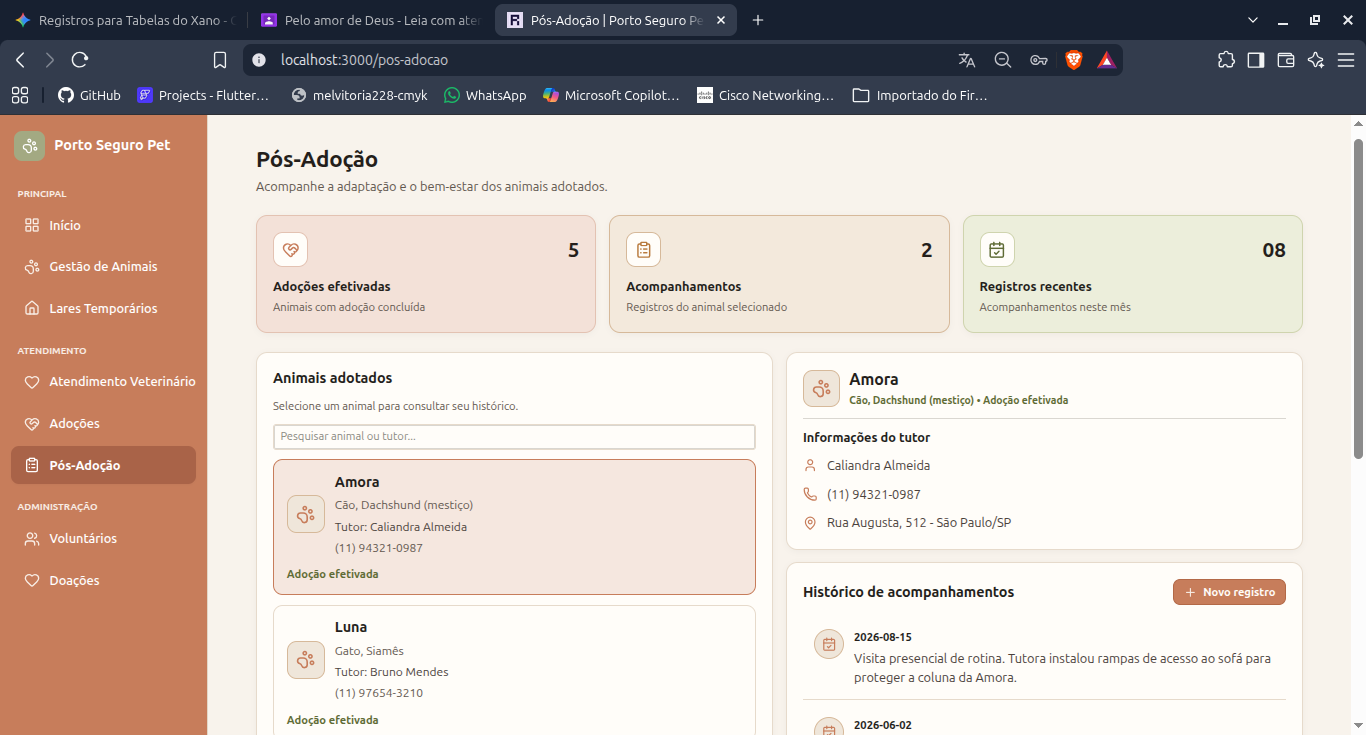 Registros para Tabelas do Xano -
Pelo amor de Deus - Leia com ate
Pós-Adoção | Porto Seguro Pe
localhost:3000/pos-adocao
GitHub
Projects - Flutter…
melvitoria228-cmyk
WhatsApp
Microsoft Copilot…
Cisco Networking…
Importado do Fir…
Porto Seguro Pet
PRINCIPAL
Início
Gestão de Animais
Lares Temporários
ATENDIMENTO
Atendimento Veterinário
Adoções
Pós-Adoção
ADMINISTRAÇÃO
Voluntários
Doações
Pós-Adoção
Acompanhe a adaptação e o bem-estar dos animais adotados.
5
Adoções efetivadas
Animais com adoção concluída
2
Acompanhamentos
Registros do animal selecionado
08
Registros recentes
Acompanhamentos neste mês
Animais adotados
Selecione um animal para consultar seu histórico.
Pesquisar animal ou tutor...
Amora
Cão, Dachshund (mestiço)
Tutor: Caliandra Almeida
(11) 94321-0987
Adoção efetivada
Luna
Gato, Siamês
Tutor: Bruno Mendes
(11) 97654-3210
Adoção efetivada
Amora
Cão, Dachshund (mestiço) • Adoção efetivada
Informações do tutor
Caliandra Almeida
(11) 94321-0987
Rua Augusta, 512 - São Paulo/SP
Histórico de acompanhamentos
+ Novo registro
2026-08-15
Visita presencial de rotina. Tutora instalou rampas de acesso ao sofá para
proteger a coluna da Amora.
2026-06-02